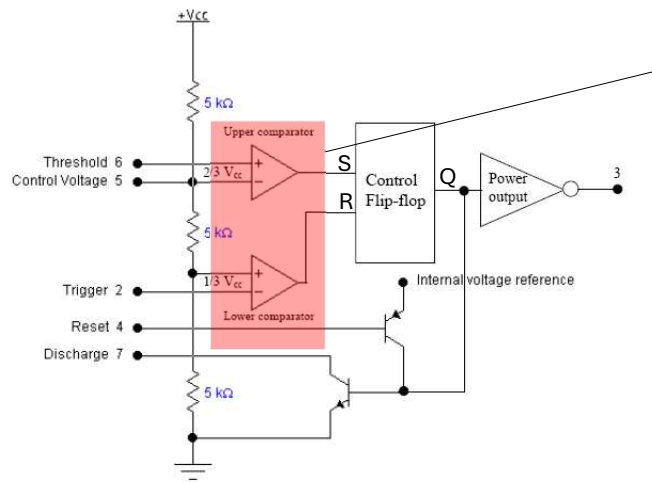 +Vcc
5 kΩ
Upper comparator
Threshold 6
+
S
3
Control Voltage 5
2/3 Vcc
−
Control
Flip-flop
Q
Power
output
R
5 kΩ
+
1/3 Vcc
−
Trigger 2
Internal voltage reference
Lower comparator
Reset 4
Discharge 7
5 kΩ